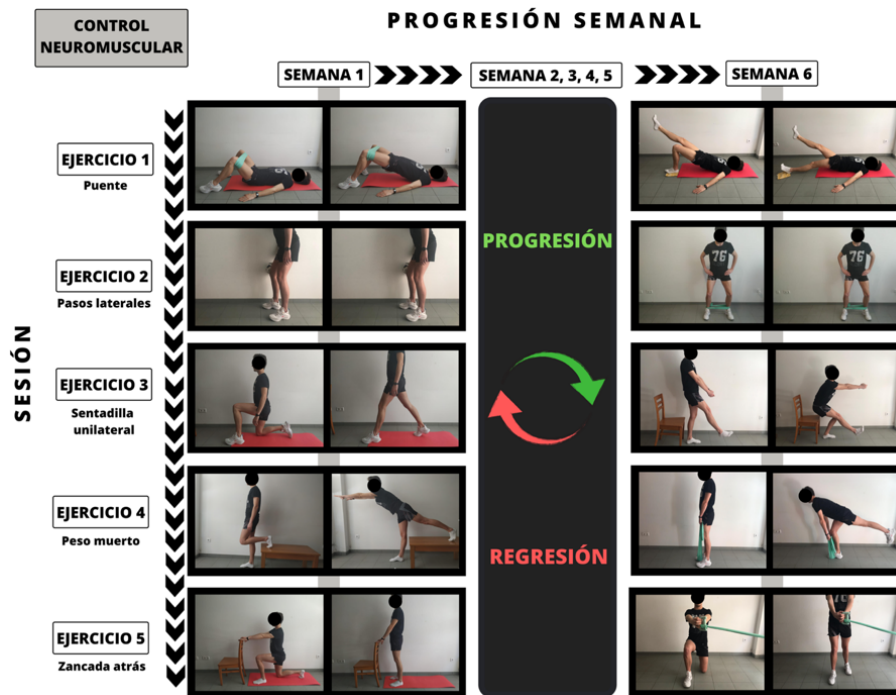 CONTROL
NEUROMUSCULAR
PROGRESIÓN SEMANAL
SEMANA 1
SEMANA 2, 3, 4, 5
SEMANA 6
SESIÓN
EJERCICIO 1
Puente
EJERCICIO 2
Pasos laterales
EJERCICIO 3
Sentadilla
unilateral
EJERCICIO 4
Peso muerto
EJERCICIO 5
Zancada atrás
PROGRESIÓN
REGRESIÓN
76
76